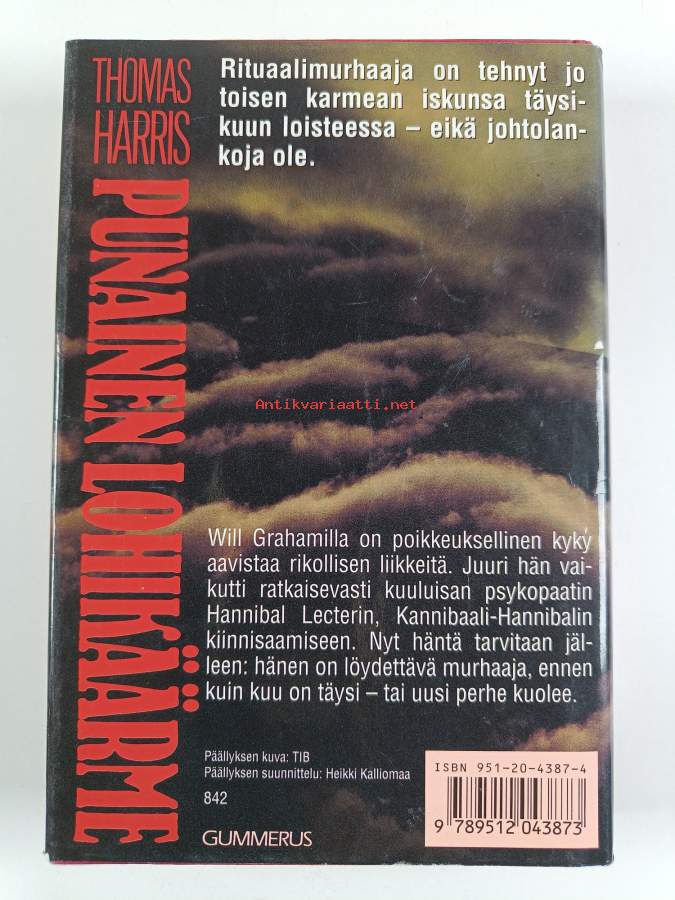 THOMAS
HARRIS
PUNAINEN LOHIKÄÄRME
Rituaalimurhaaja on tehnyt jo
toisen karmean iskunsa täysi-
kuun loisteessa – eikä johtolan-
koja ole.
Antikvariaatti.net
Will Grahamilla on poikkeuksellinen kyky
aavistaa rikollisen liikkeitä. Juuri hän vai-
kutti ratkaisevasti kuuluisan psykopaatin
Hannibal Lecterin, Kannibaali-Hannibalin
kiinnisaamiseen. Nyt häntä tarvitaan jäl-
leen: hänen on löydettävä murhaaja, ennen
kuin kuu on täysi – tai uusi perhe kuolee.
Päällyksen kuva: TIB
Päällyksen suunnittelu: Heikki Kalliomaa
842
GUMMERUS
ISBN 951-20-4387-4
9 789512 043873